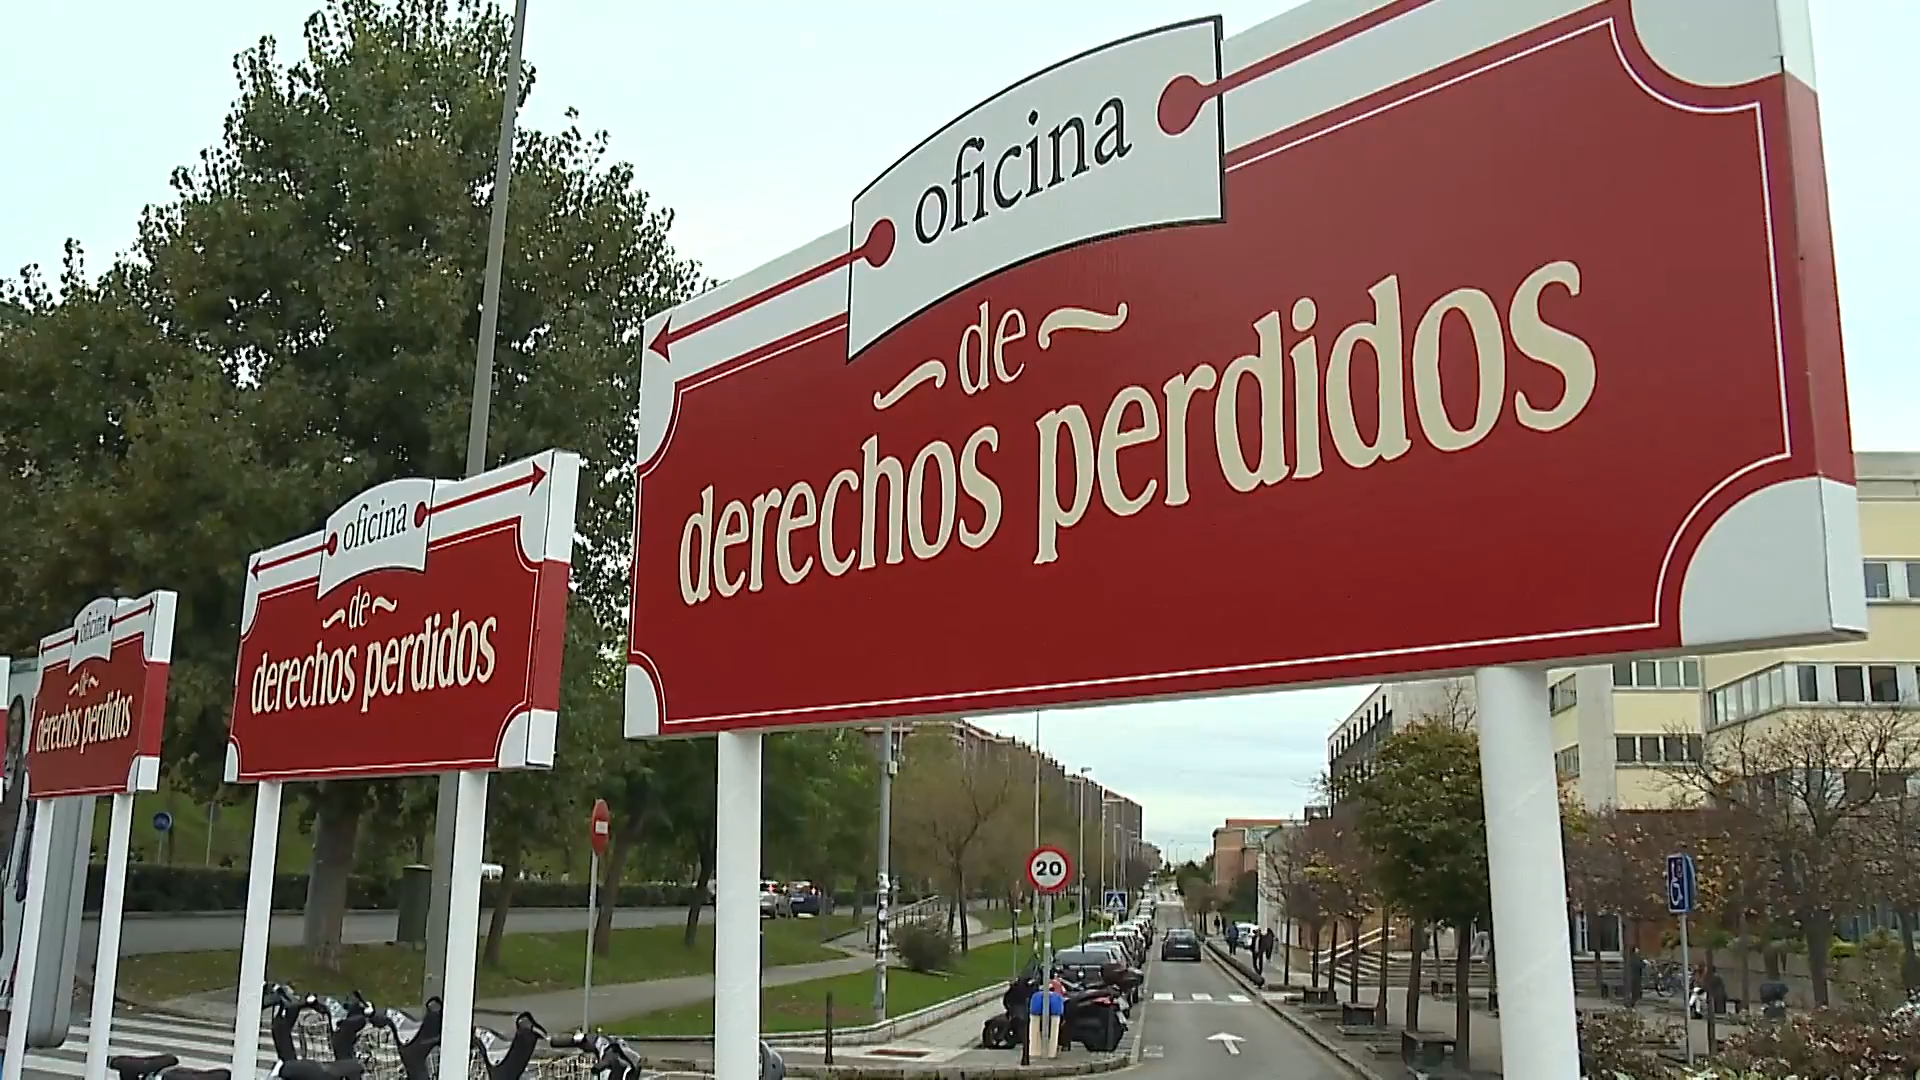 oficina
de
derechos perdidos
oficina
de
derechos perdidos
oficina
de
derechos perdidos
20